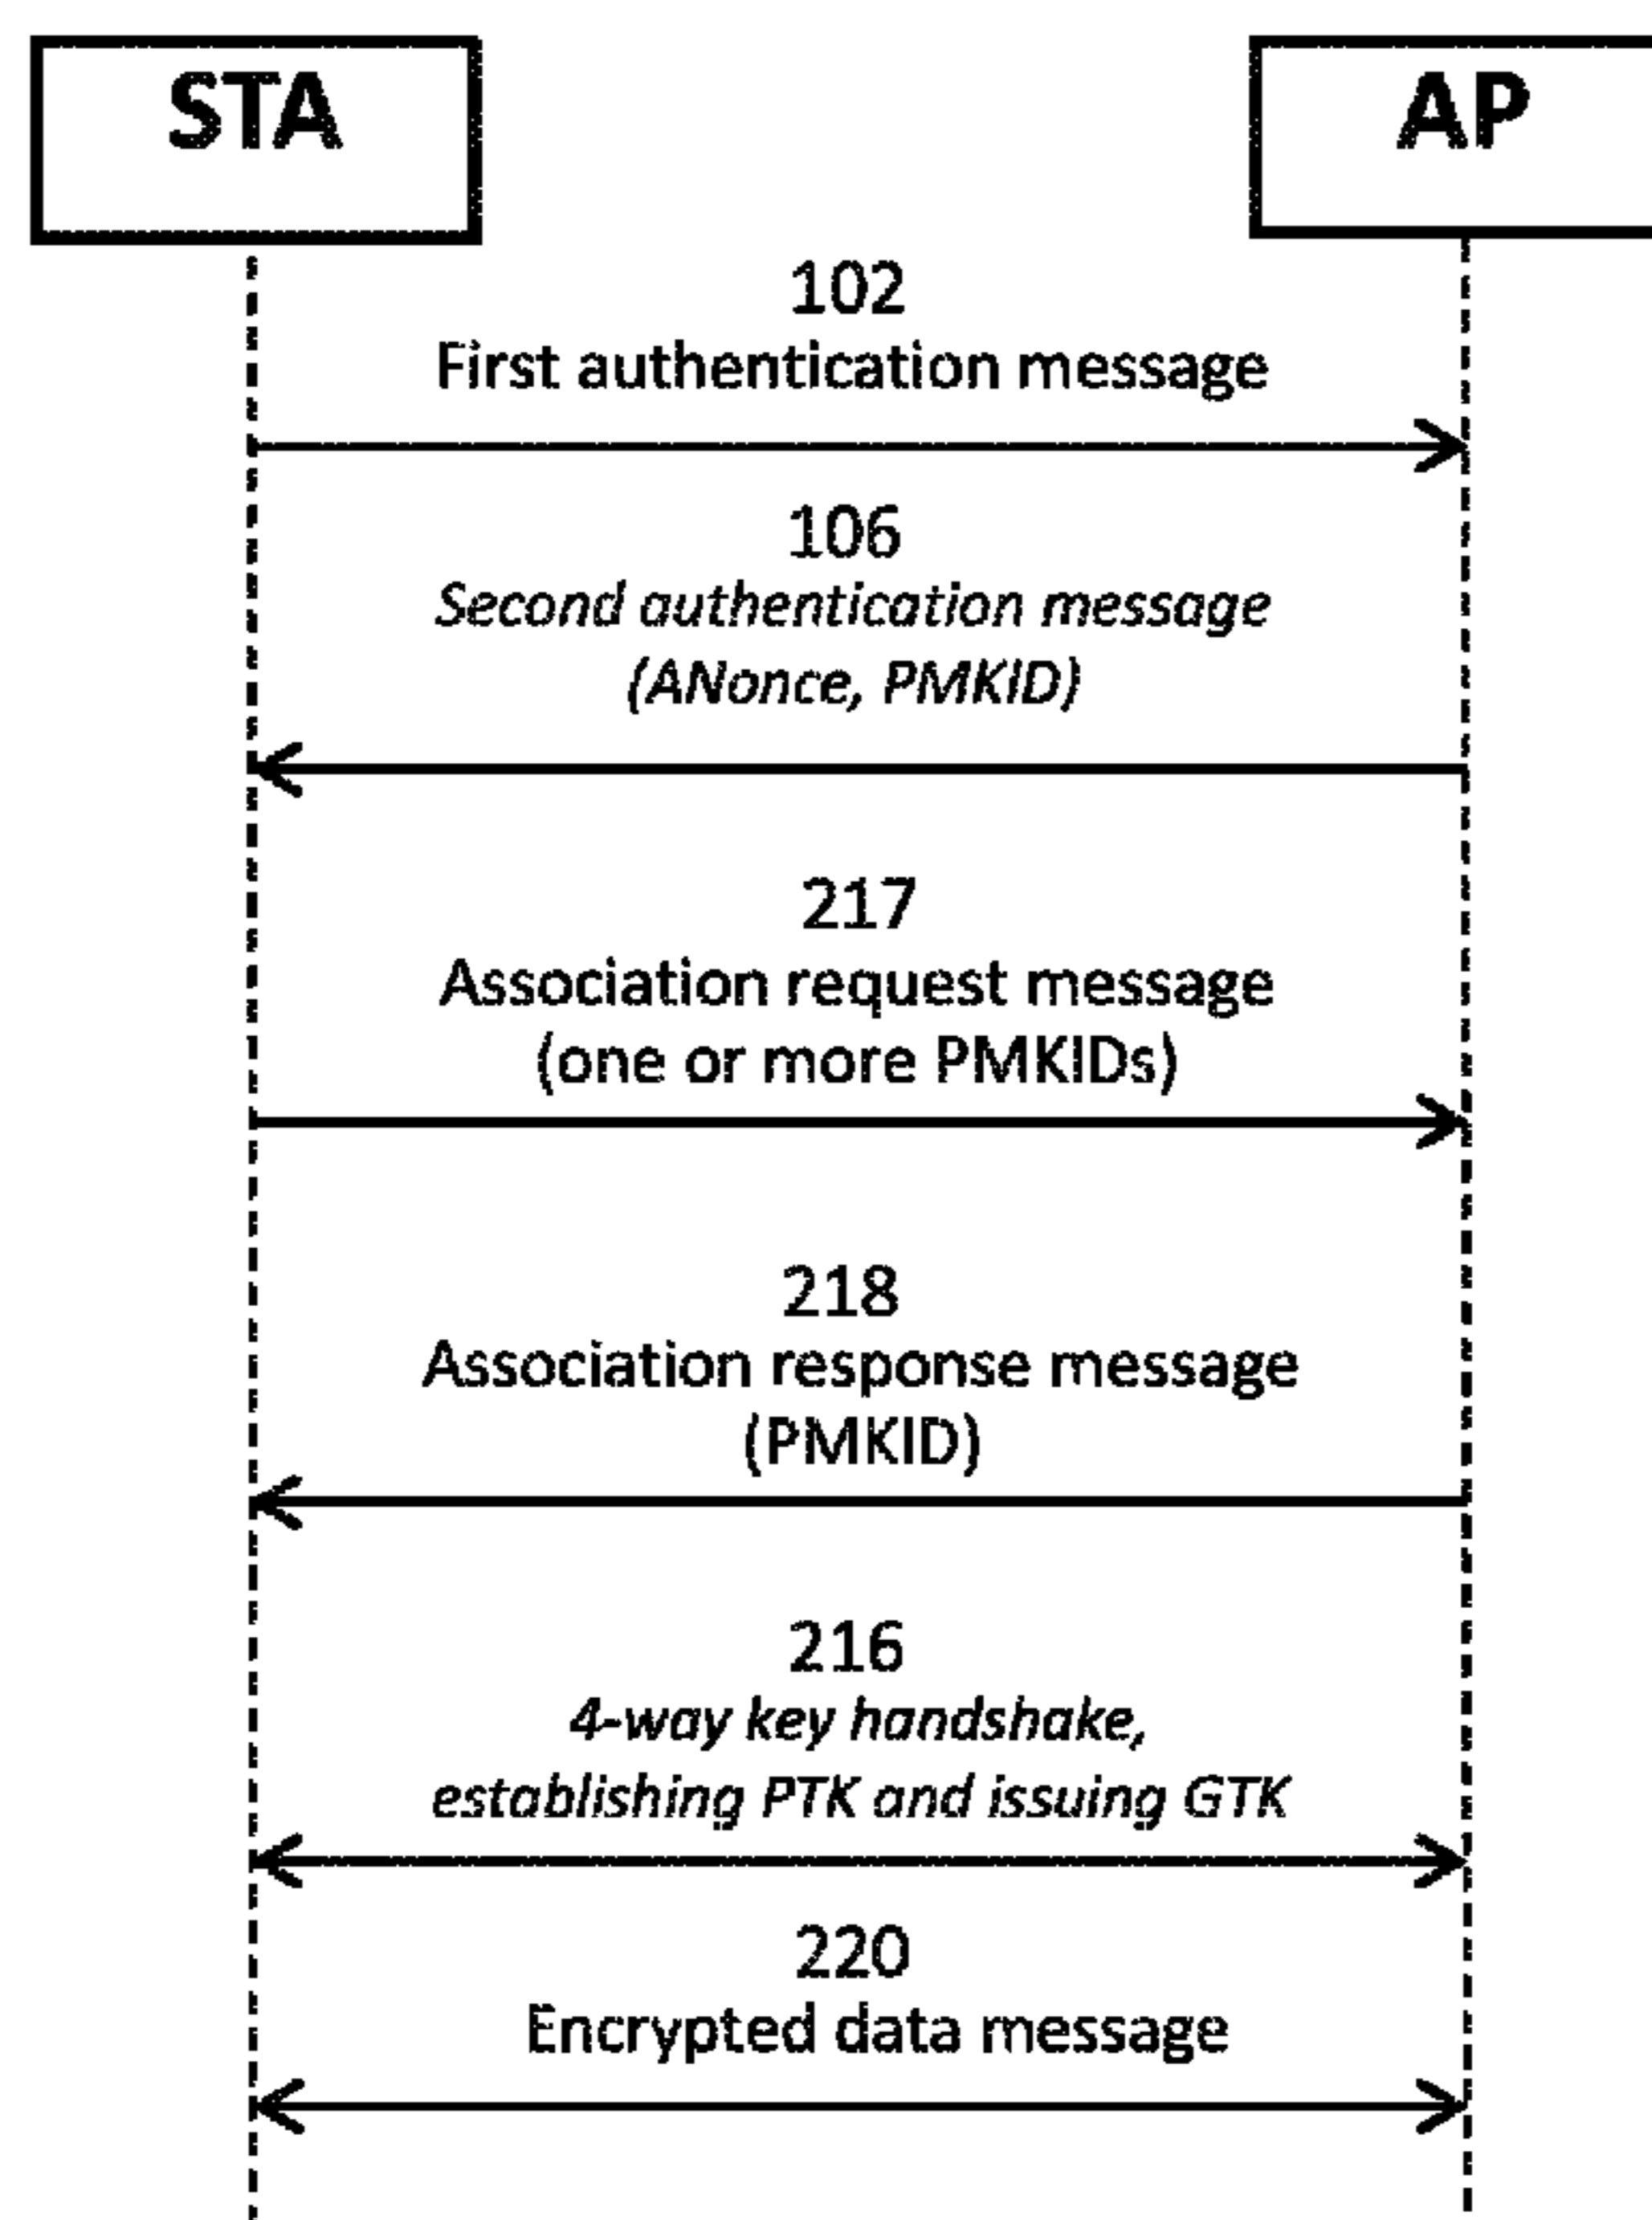 STA
AP
102
First authentication message
106
Second authentication message
(ANonce, PMKID)
217
Association request message
(one or more PMKIDs)
218
Association response message
(PMKID)
216
4-way key handshake,
establishing PTK and issuing GTK
220
Encrypted data message